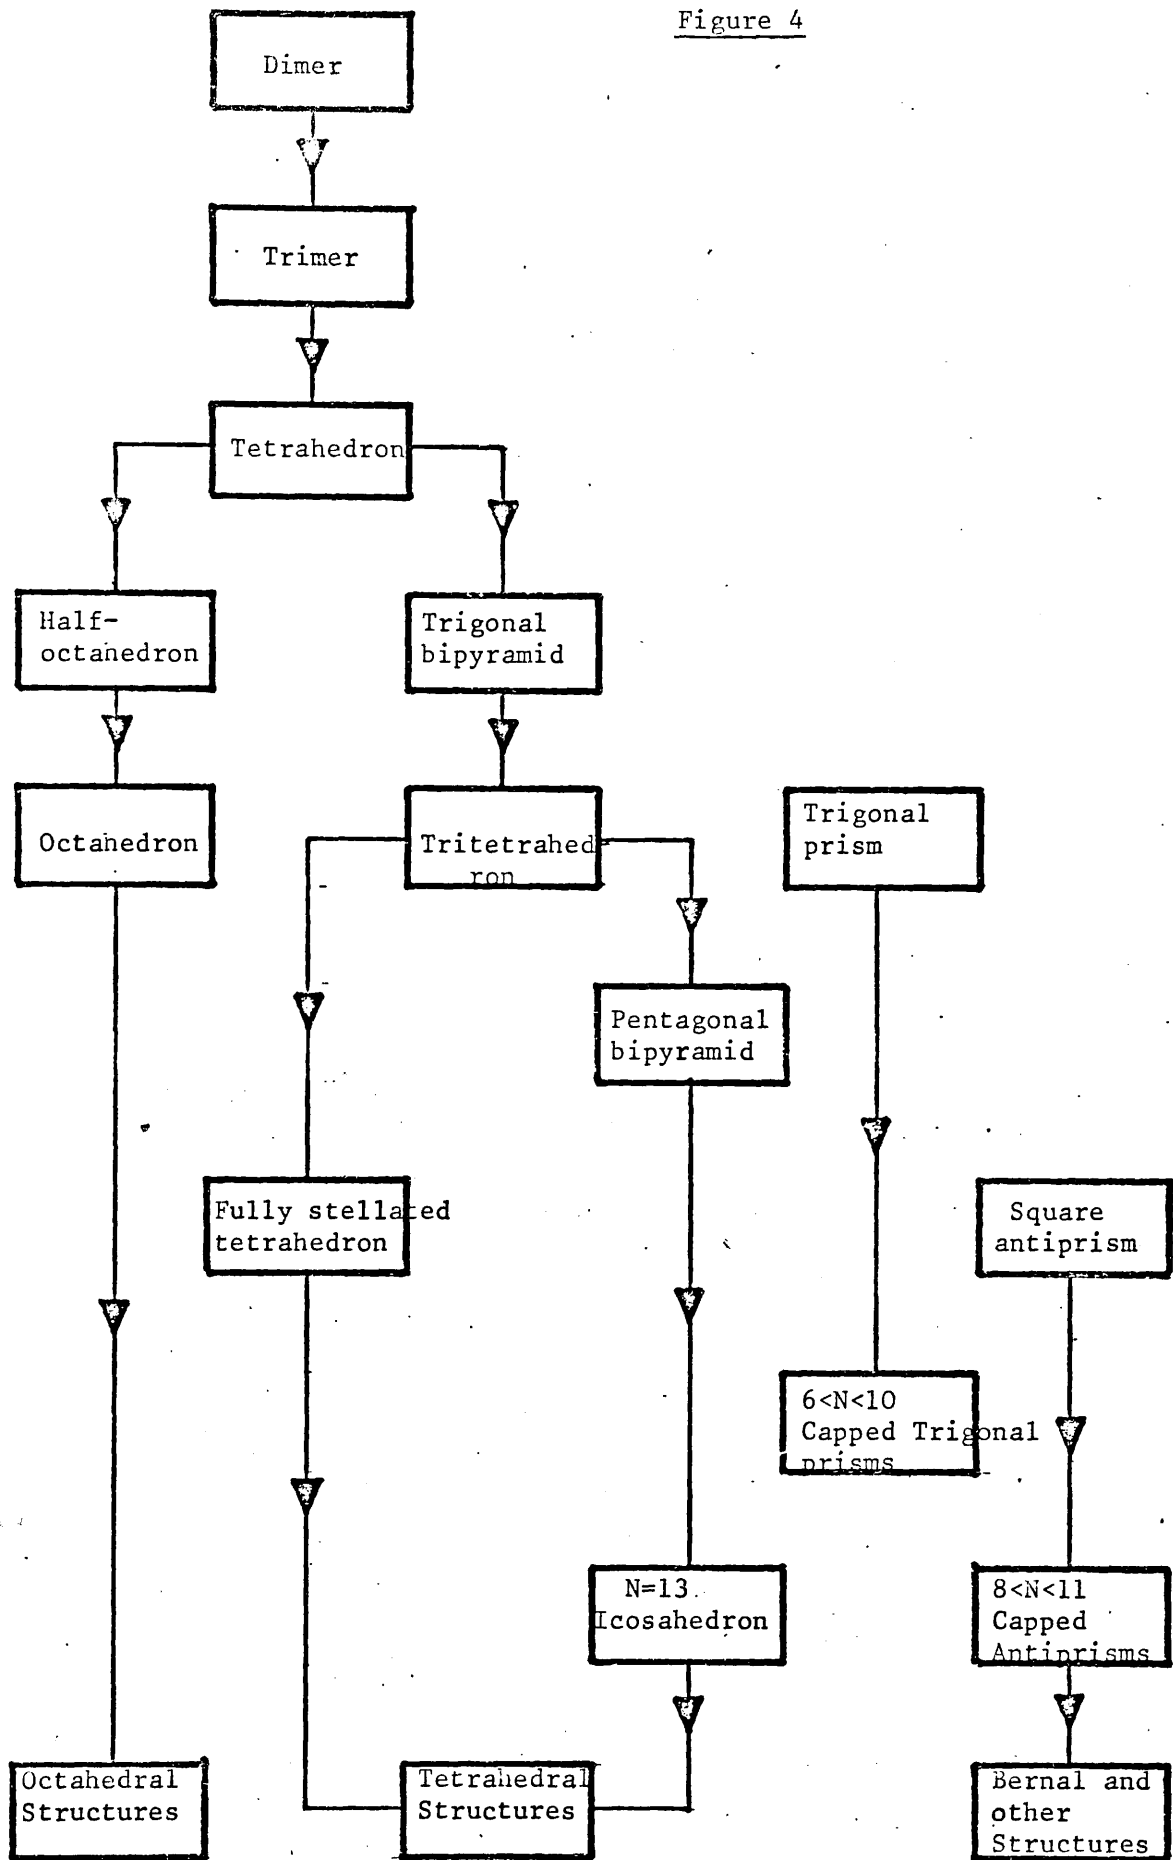 Figure 4
Dimer
Trimer
Tetrahedron
Half-
octahedron
Trigonal
bipyramid
Octahedron
Tritetrahed
ron
Trigonal
prism
Pentagonal
bipyramid
Fully stellated
tetrahedron
Square
antiprism
6<N<10
Capped Trigonal
prisms
N=13
Icosahedron
8<N<11
Capped
Antiprisms
Octahedral
Structures
Tetrahedral
Structures
Bernal and
other
Structures